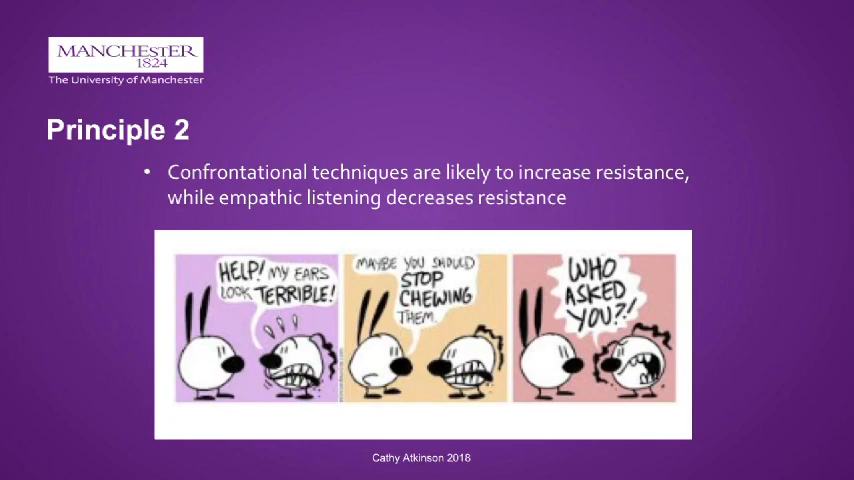 MANCHESTER
1824
The University of Manchester
Principle 2
• Confrontational techniques are likely to increase resistance,
while empathic listening decreases resistance
HELP! MY EARS
LOOK TERRIBLE!
MAYBE YOU SHOULD
STOP
CHEWING
THEM.
WHO
ASKED
YOU?!
Cathy Atkinson 2018